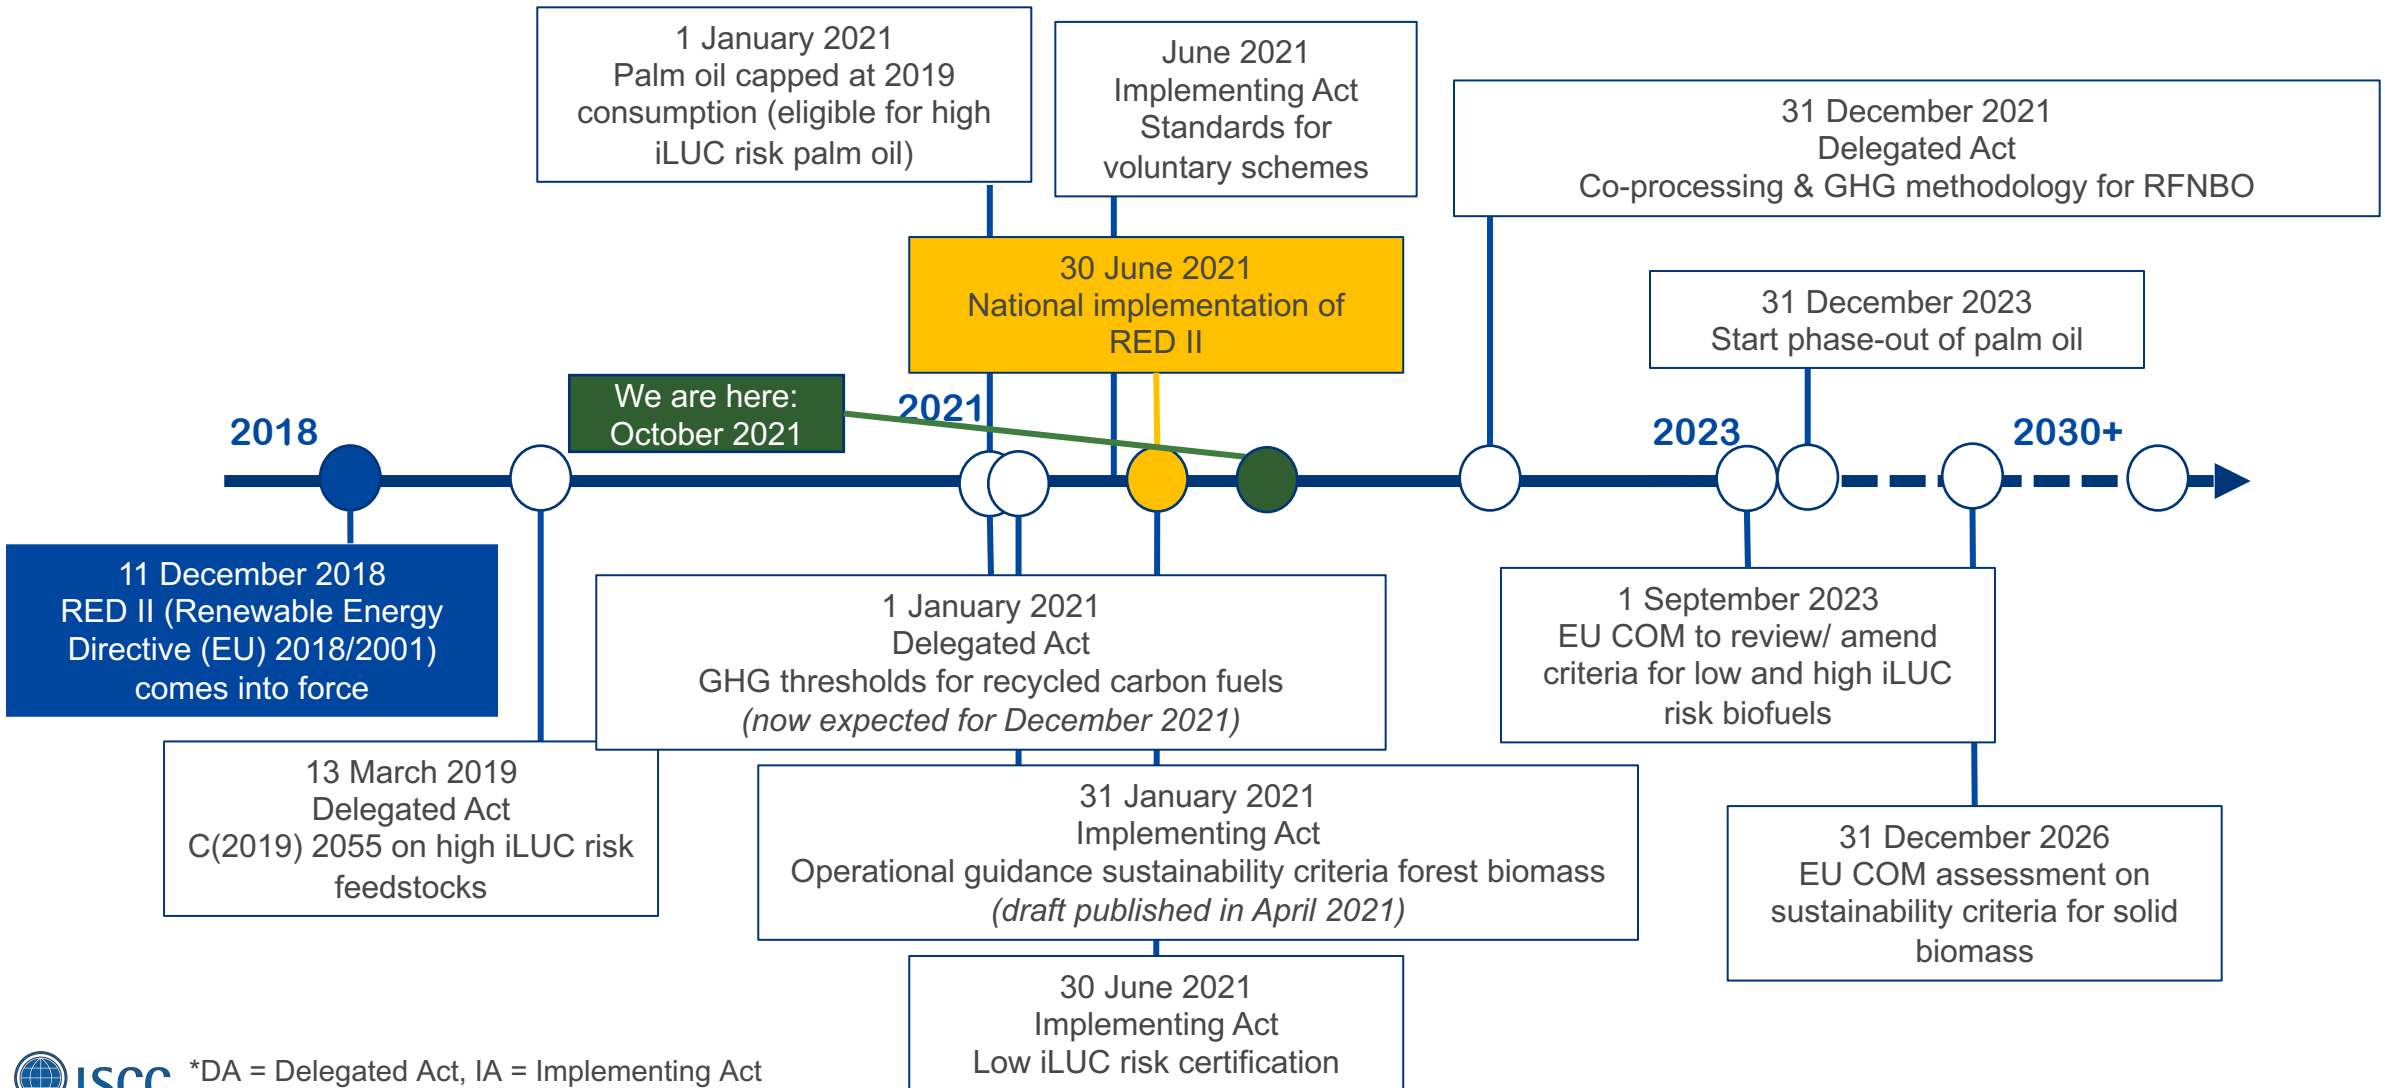 1 January 2021
Palm oil capped at 2019
consumption (eligible for high
iLUC risk palm oil)
June 2021
Implementing Act
Standards for
voluntary schemes
31 December 2021
Delegated Act
Co-processing & GHG methodology for RFNBO
30 June 2021
National implementation of
RED II
31 December 2023
Start phase-out of palm oil
We are here:
October 2021
2018
2021
2023
2030+
11 December 2018
RED II (Renewable Energy
Directive (EU) 2018/2001)
comes into force
13 March 2019
Delegated Act
C(2019) 2055 on high iLUC risk
feedstocks
1 January 2021
Delegated Act
GHG thresholds for recycled carbon fuels
(now expected for December 2021)
31 January 2021
Implementing Act
Operational guidance sustainability criteria forest biomass
(draft published in April 2021)
30 June 2021
Implementing Act
Low iLUC risk certification
1 September 2023
EU COM to review/ amend
criteria for low and high iLUC
risk biofuels
31 December 2026
EU COM assessment on
sustainability criteria for solid
biomass
ISCC
*DA = Delegated Act, IA = Implementing Act